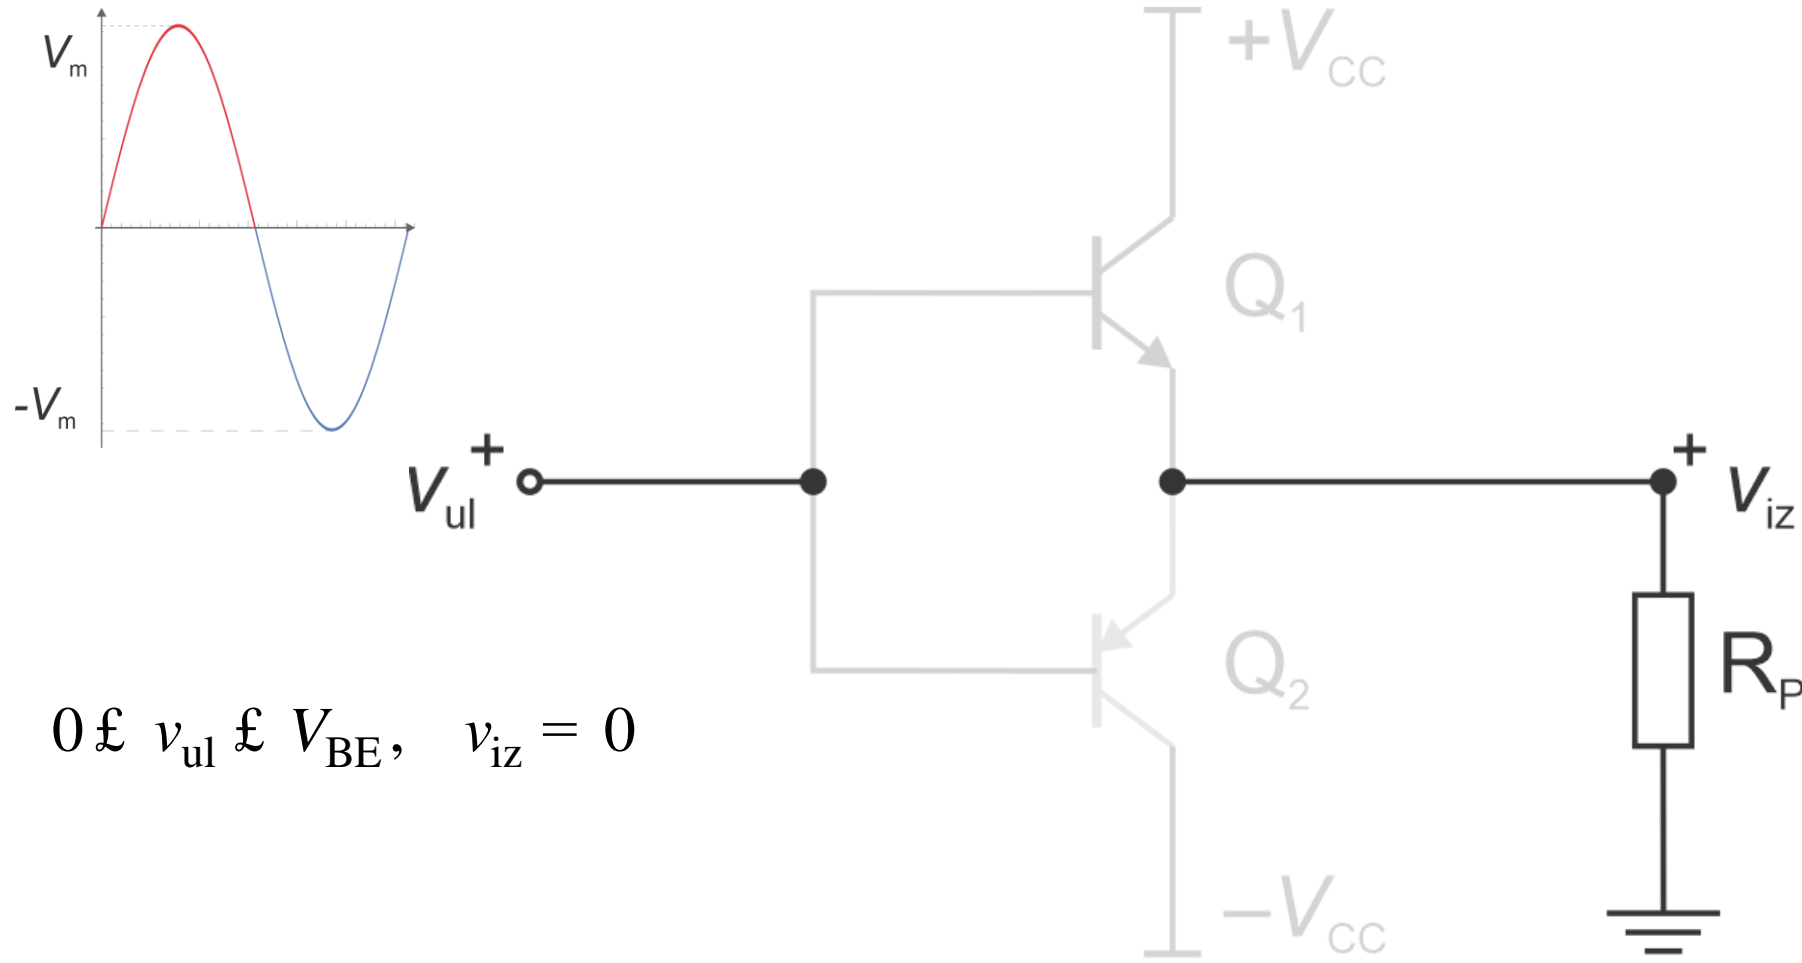 Vm
+VCC
Q1
-Vm
+
vul
+
viz
Q2
RP
0 £ vul £ VBE, viz = 0
−VCC